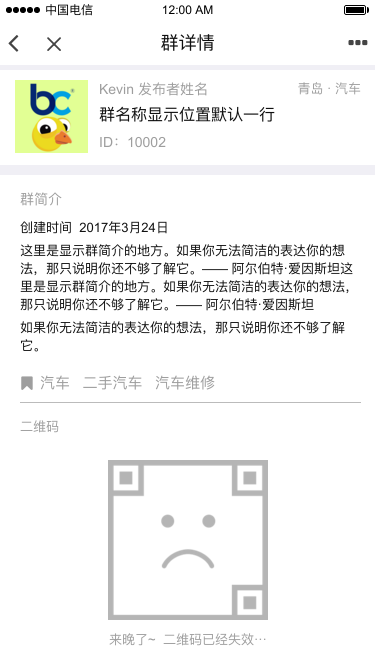 中国电信 12:00 AM
群详情
bc
Kevin 发布者姓名 青岛 · 汽车
群名称显示位置默认一行
ID：10002
群简介
创建时间 2017年3月24日
这里是显示群简介的地方。如果你无法简洁的表达你的想
法，那只说明你还不够了解它。—— 阿尔伯特·爱因斯坦这
里是显示群简介的地方。如果你无法简洁的表达你的想法，
那只说明你还不够了解它。—— 阿尔伯特·爱因斯坦
如果你无法简洁的表达你的想法，那只说明你还不够了解
它。
汽车 二手汽车 汽车维修
二维码
来晚了~ 二维码已经失效…